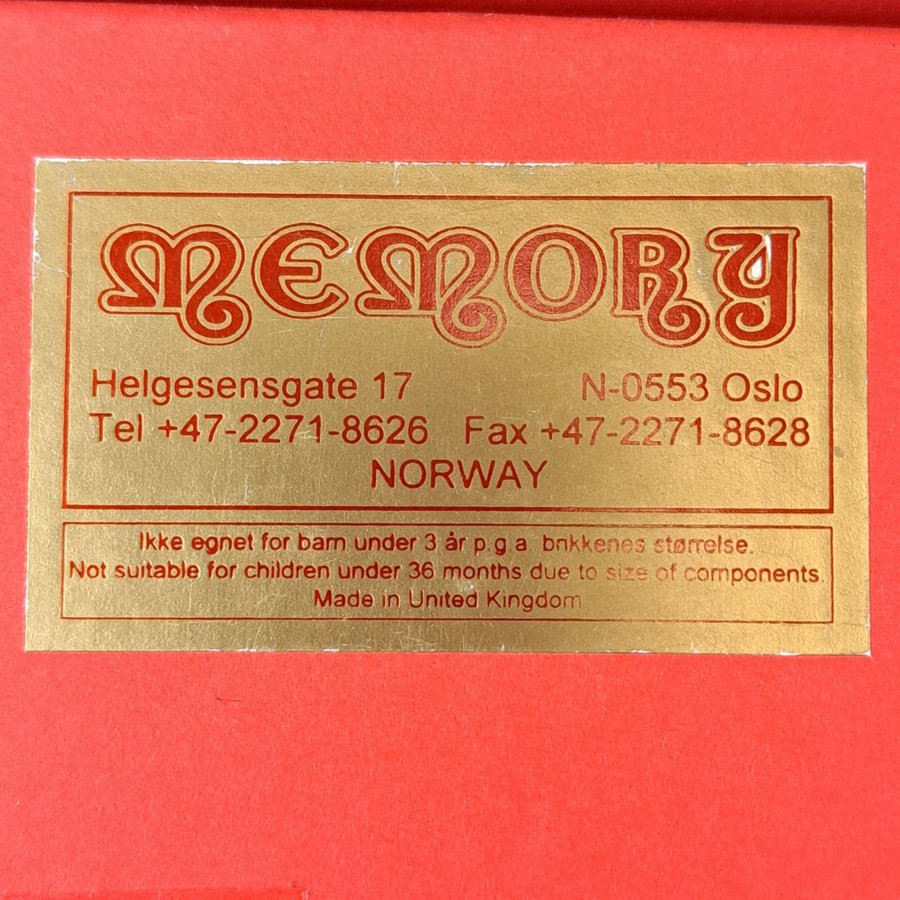 MEMORY
Helgesensgate 17 N-0553 Oslo
Tel +47-2271-8626 Fax +47-2271-8628
NORWAY
Ikke egnet for barn under 3 år p.g.a. brikkenes størrelse.
Not suitable for children under 36 months due to size of components.
Made in United Kingdom